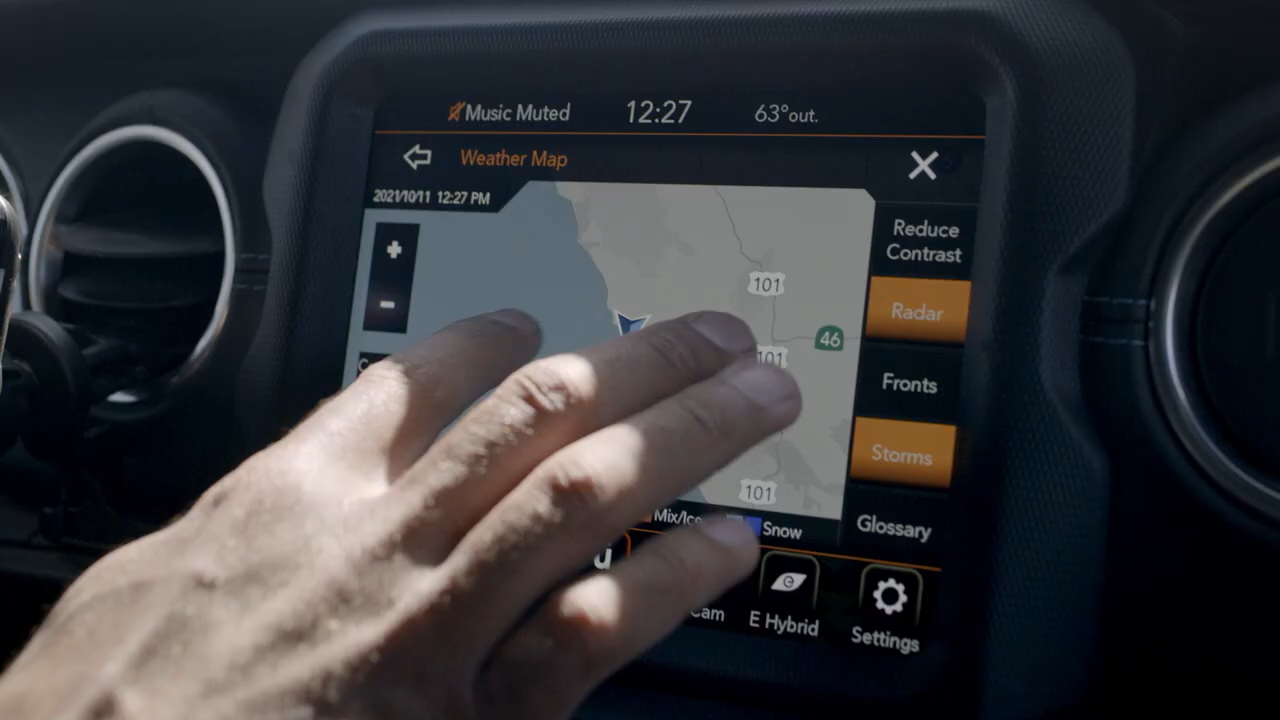 Music Muted 12:27 63°out.
Weather Map
2021/10/11 12:27 PM
+
-
Reduce
Contrast
Radar
Fronts
Storms
Glossary
101
46
101
101
Mix/Ice Snow
Cam
E Hybrid
Settings